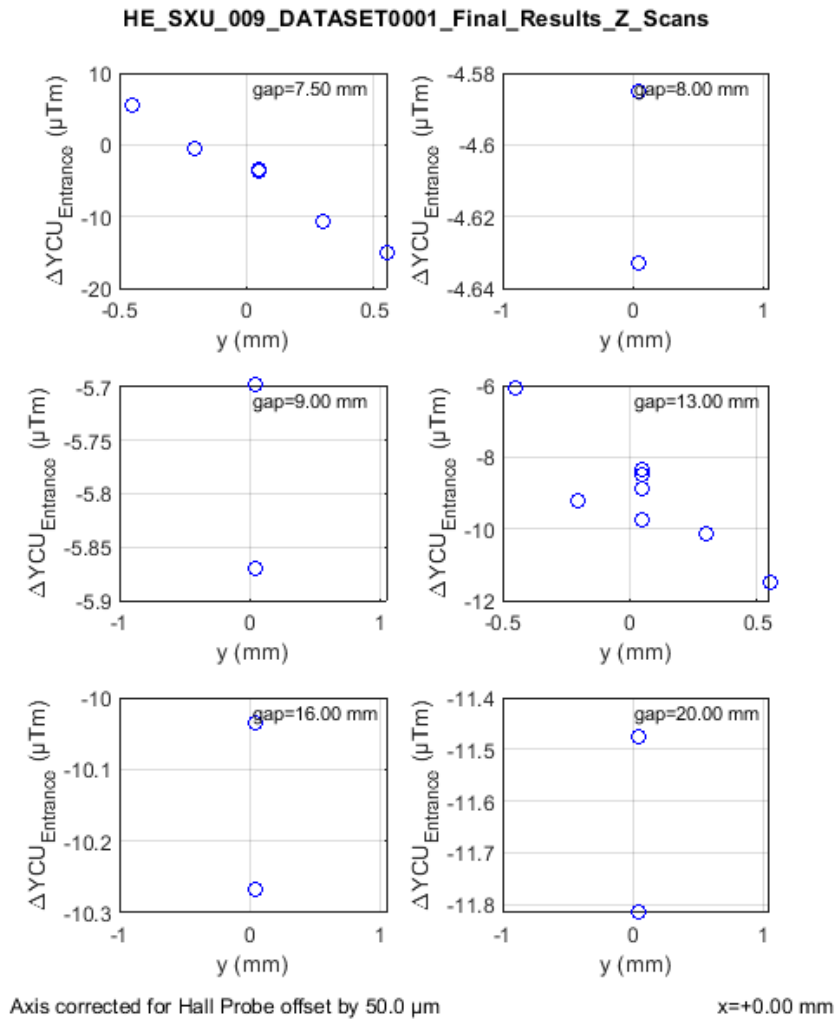 HE_SXU_009_DATASET0001_Final_Results_Z_Scans
gap=7.50 mm
10
0
-10
-20
ΔYCU_Entrance (µTm)
-0.5
0
0.5
y (mm)
gap=8.00 mm
-4.58
-4.6
-4.62
-4.64
ΔYCU_Entrance (µTm)
-1
0
1
y (mm)
gap=9.00 mm
-5.7
-5.75
-5.8
-5.85
-5.9
ΔYCU_Entrance (µTm)
-1
0
1
y (mm)
gap=13.00 mm
-6
-8
-10
-12
ΔYCU_Entrance (µTm)
-0.5
0
0.5
y (mm)
gap=16.00 mm
-10
-10.1
-10.2
-10.3
ΔYCU_Entrance (µTm)
-1
0
1
y (mm)
gap=20.00 mm
-11.4
-11.5
-11.6
-11.7
-11.8
ΔYCU_Entrance (µTm)
-1
0
1
y (mm)
Axis corrected for Hall Probe offset by 50.0 µm
x=+0.00 mm